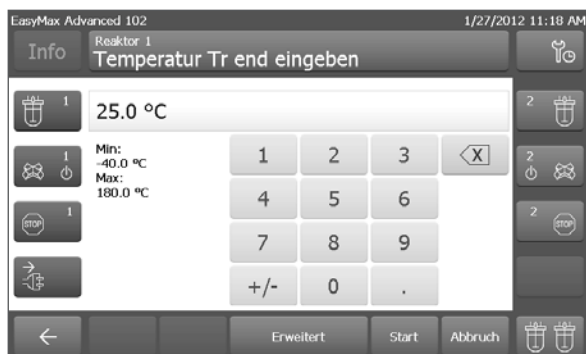 EasyMax Advanced 102 1/27/2012 11:18 AM
Info
Reaktor 1
Temperatur Tr end eingeben
1 25.0 °C 2
Min:
-40.0 °C
Max:
180.0 °C
1 1 2 3 X 2
4 5 6
STOP 1 2 STOP
7 8 9
+/- 0 .
Erweitert Start Abbruch